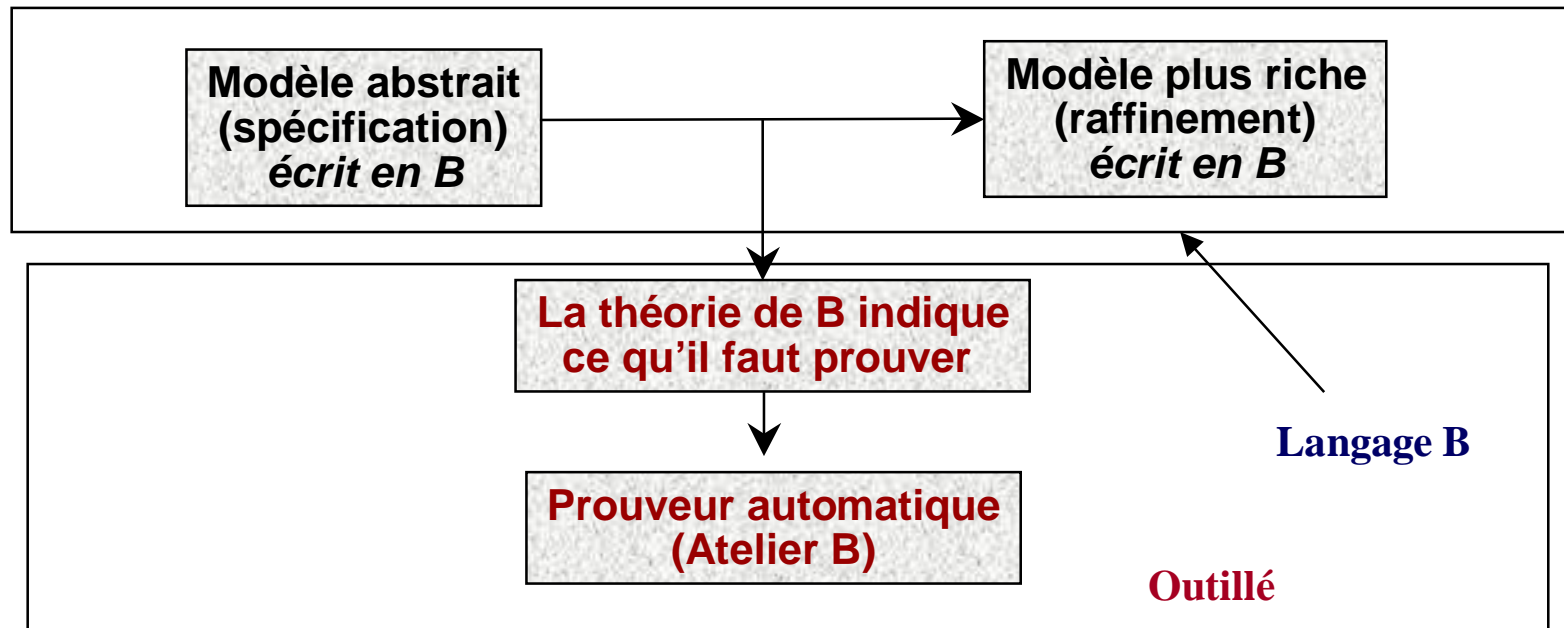 Modèle abstrait
(spécification)
écrit en B
Modèle plus riche
(raffinement)
écrit en B
La théorie de B indique
ce qu’il faut prouver
Langage B
Prouveur automatique
(Atelier B)
Outillé